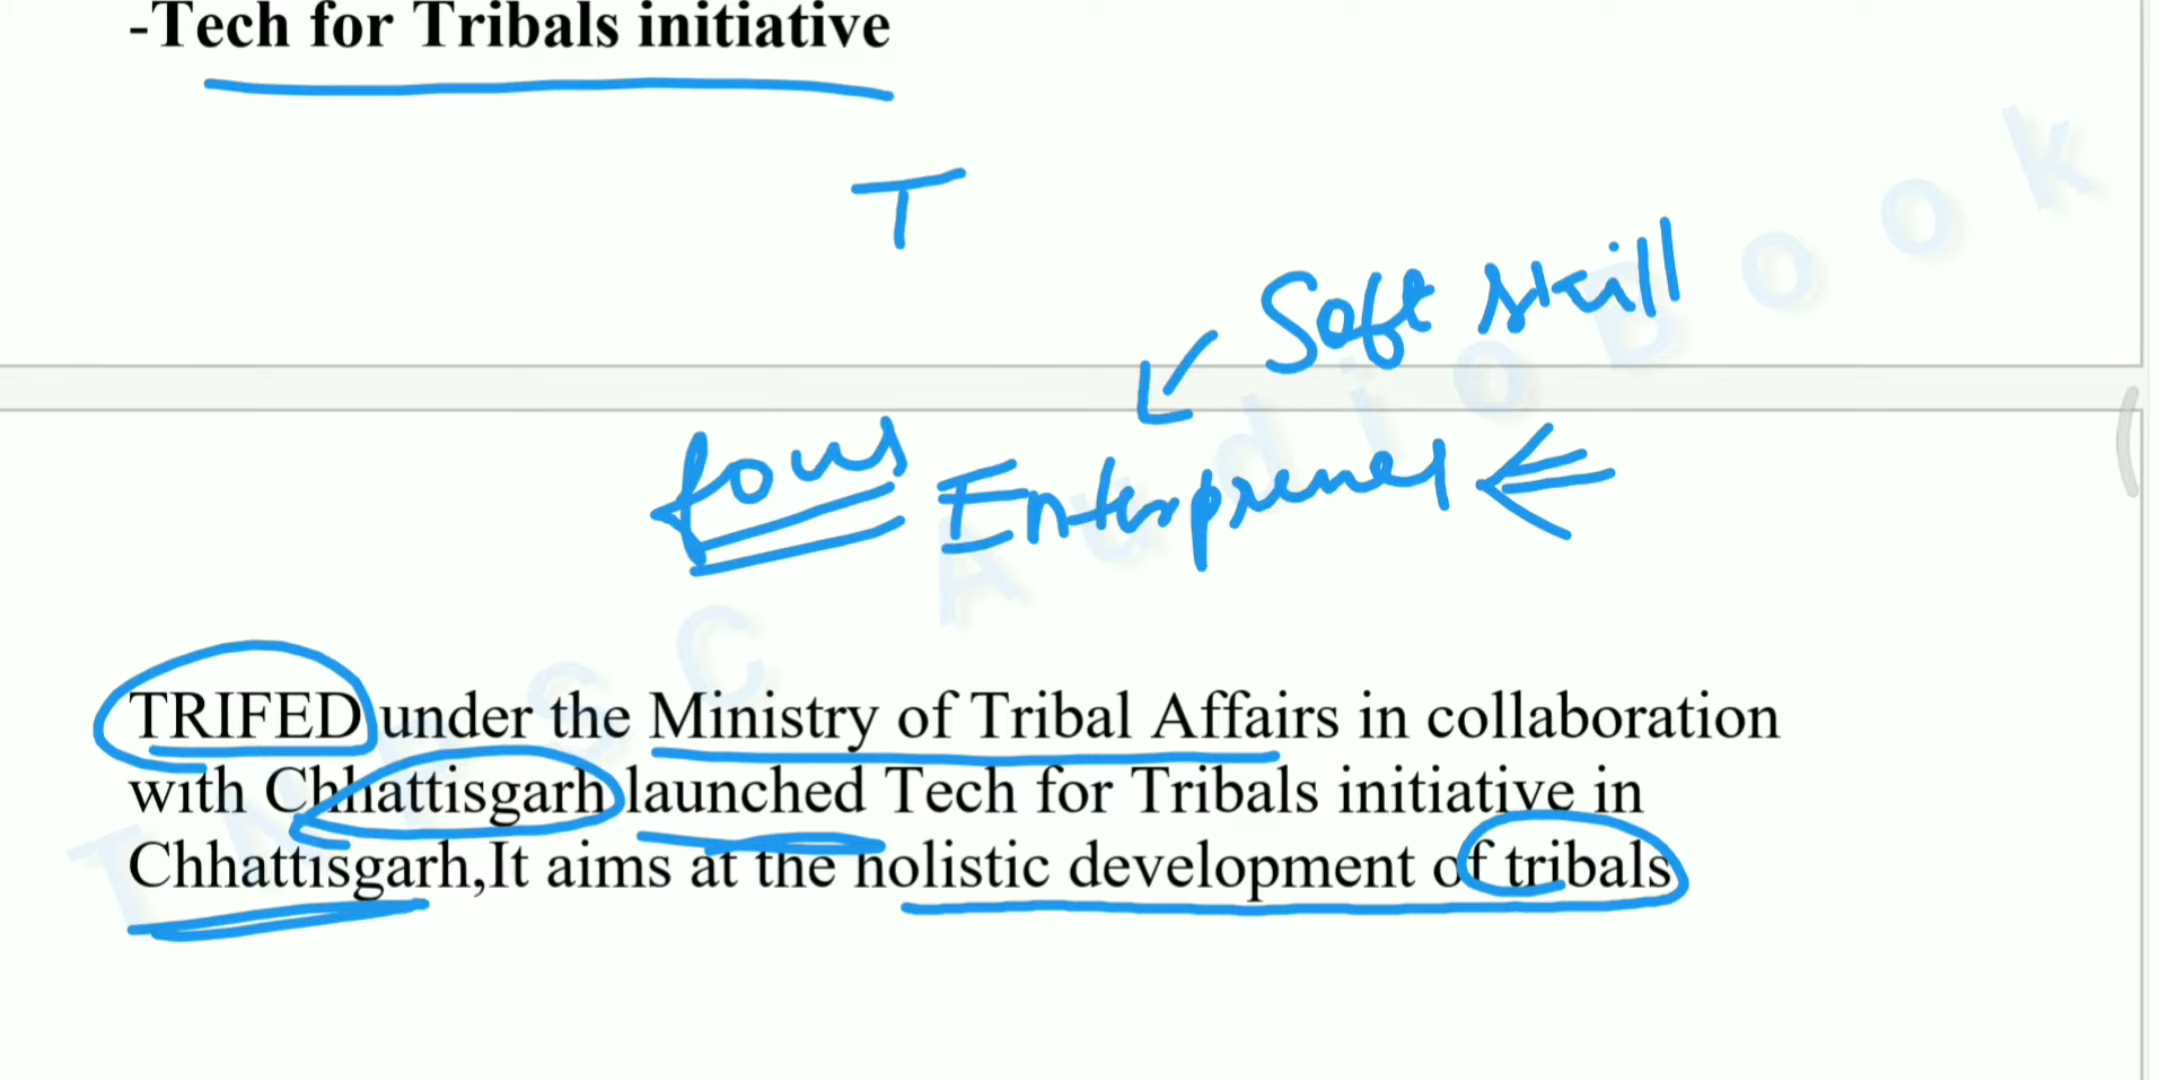 -Tech for Tribals initiative
T
Soft skill
focus Enterprener
TRIFED under the Ministry of Tribal Affairs in collaboration
with Chhattisgarh launched Tech for Tribals initiative in
Chhattisgarh,It aims at the holistic development of tribals